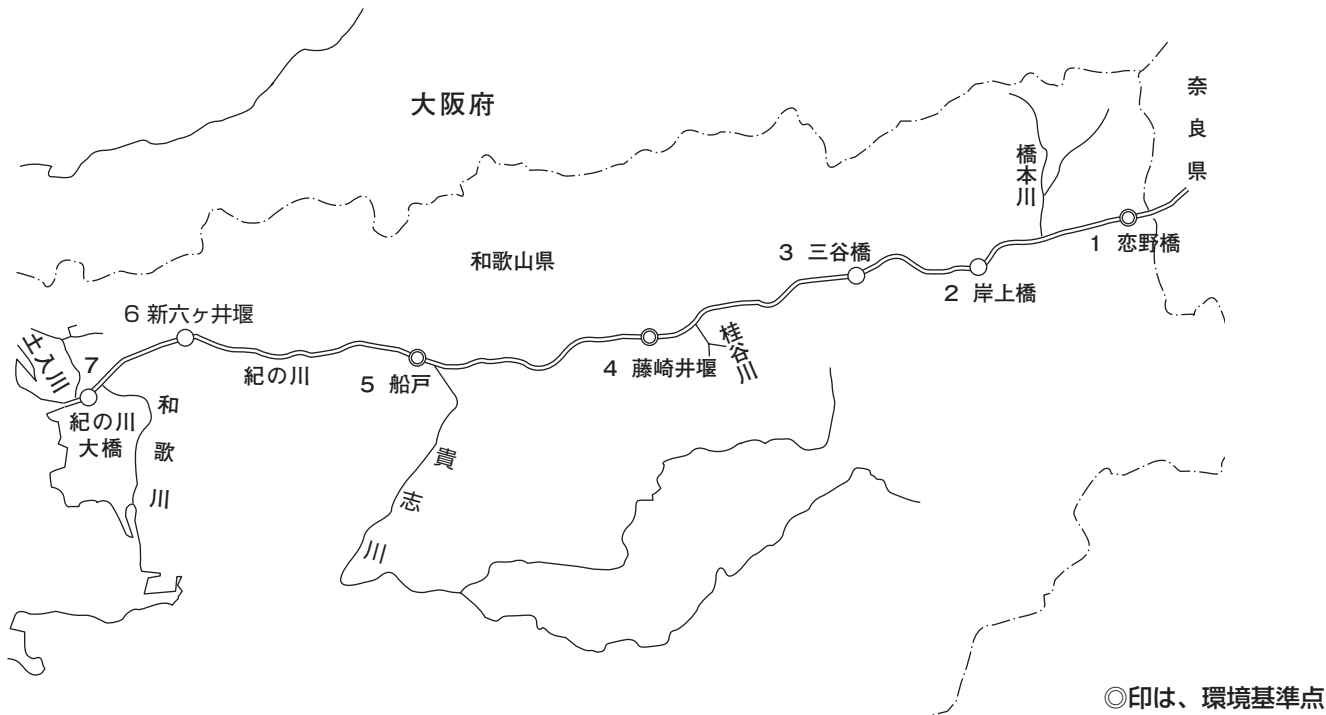 大阪府
奈良県
橋本川
1 恋野橋
3 三谷橋
2 岸上橋
和歌山県
6 新六ヶ井堰
桂谷川
4 藤崎井堰
土入川
7
紀の川
大橋
紀の川
5 船戸
和歌川
貴志川
◎印は、環境基準点